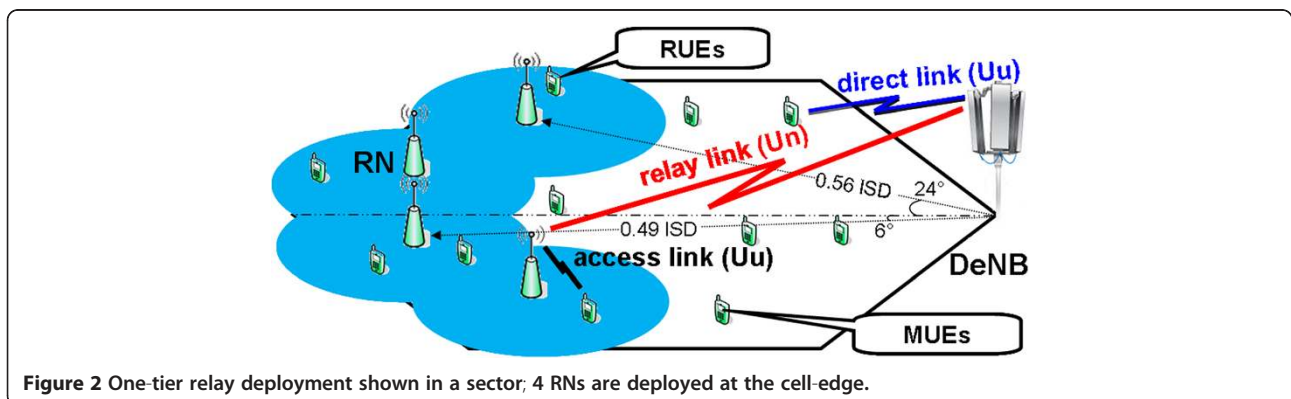 RUEs
direct link (Uu)
RN
relay link (Un)
0.56 ISD
24°
0.49 ISD
6°
access link (Uu)
DeNB
MUEs
Figure 2 One-tier relay deployment shown in a sector; 4 RNs are deployed at the cell-edge.